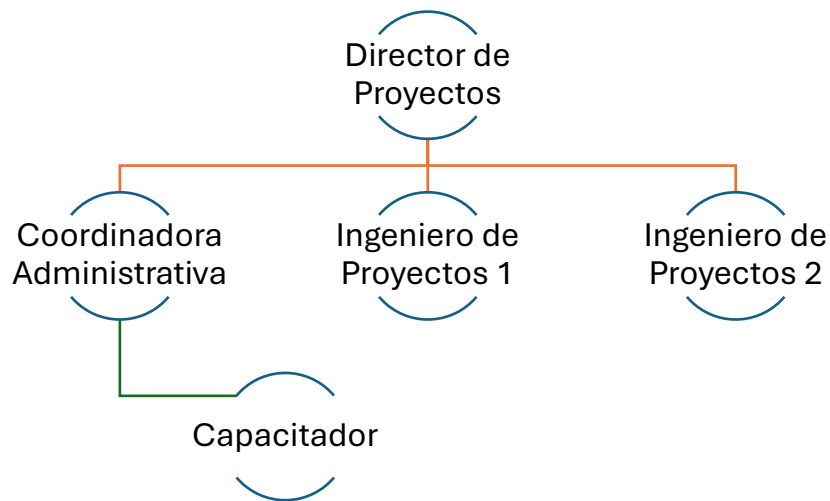 Director de
Proyectos
Coordinadora
Administrativa
Ingeniero de
Proyectos 1
Ingeniero de
Proyectos 2
Capacitador